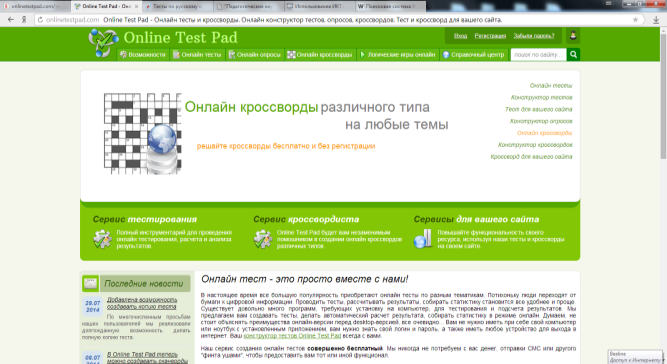 onlinetestpad.com/
Online Test Pad - Он
Тесты по русскому
"Педагогические
Использование ИКТ
Поисковая система
onlinetestpad.com Online Test Pad - Онлайн тесты и кроссворды. Онлайн конструктор тестов, опросов, кроссвордов. Тест и кроссворд для вашего сайта.
Online Test Pad
Вход Регистрация Забыли пароль?
Возможности Онлайн тесты Онлайн опросы Онлайн кроссворды Логические игры онлайн Справочный центр поиск по сайту ...
Онлайн кроссворды различного типа
на любые темы
решайте кроссворды бесплатно и без регистрации
Онлайн тесты
Конструктор тестов
Тест для вашего сайта
Конструктор опросов
Онлайн кроссворды
Конструктор кроссвордов
Кроссворд для вашего сайта
Сервис тестирования
Полный инструментарий для проведения
онлайн тестирования, расчета и анализа
результатов.
Сервис кроссвордиста
Online Test Pad будет вам незаменимым
помощником в создании онлайн кроссвордов
различных типов.
Сервисы для вашего сайта
Повышайте функциональность своего
ресурса, используя наши тесты и кроссворды
на своем сайте.
Последние новости
29.07
2014
Добавлена возможность
создавать копию теста
По многочисленным просьбам
наших пользователей мы реализовали
долгожданную возможность делать
полную копию теста.
08.07
2014
В Online Test Pad теперь
можно создавать сканворды
Онлайн тест - это просто вместе с нами!
В настоящее время все большую популярность приобретают онлайн тесты по разным тематикам. Потихоньку люди переходят от
бумаги к цифровой информации. Проводить тесты, рассчитывать результаты, собирать статистику становится все удобнее и проще.
Существует довольно много программ, требующих установку на компьютер, для тестирования и подсчета результатов. Мы
предлагаем вам создавать тесты, делать автоматический расчет результата, собирать статистику в режиме онлайн. Думаем, не
стоит объяснять преимущества онлайн-версии перед desktop-версией, все очевидно... Вам не нужно иметь при себе свой компьютер
или ноутбук с установленным приложением, вам нужно знать свой логин и пароль, а также иметь любое устройство для выхода в
интернет. Ваш конструктор тестов Online Test Pad всегда с вами.
Наш сервис создания онлайн тестов совершенно бесплатный. Мы никогда не потребуем с вас денег, отправки СМС или другого
"финта ушами", чтобы предоставить вам тот или иной функционал.
Beeline
Доступ к Интернету